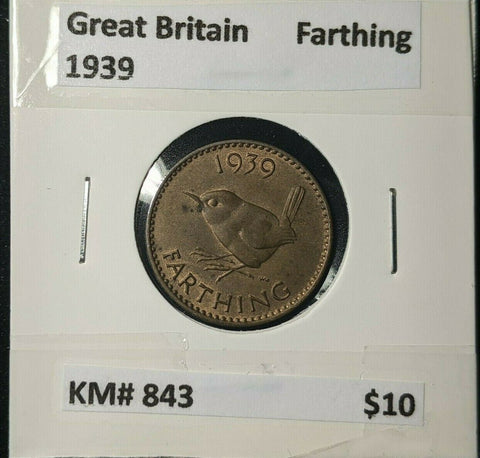 Great Britain Farthing
1939
1939
FARTHING
KM# 843 $10